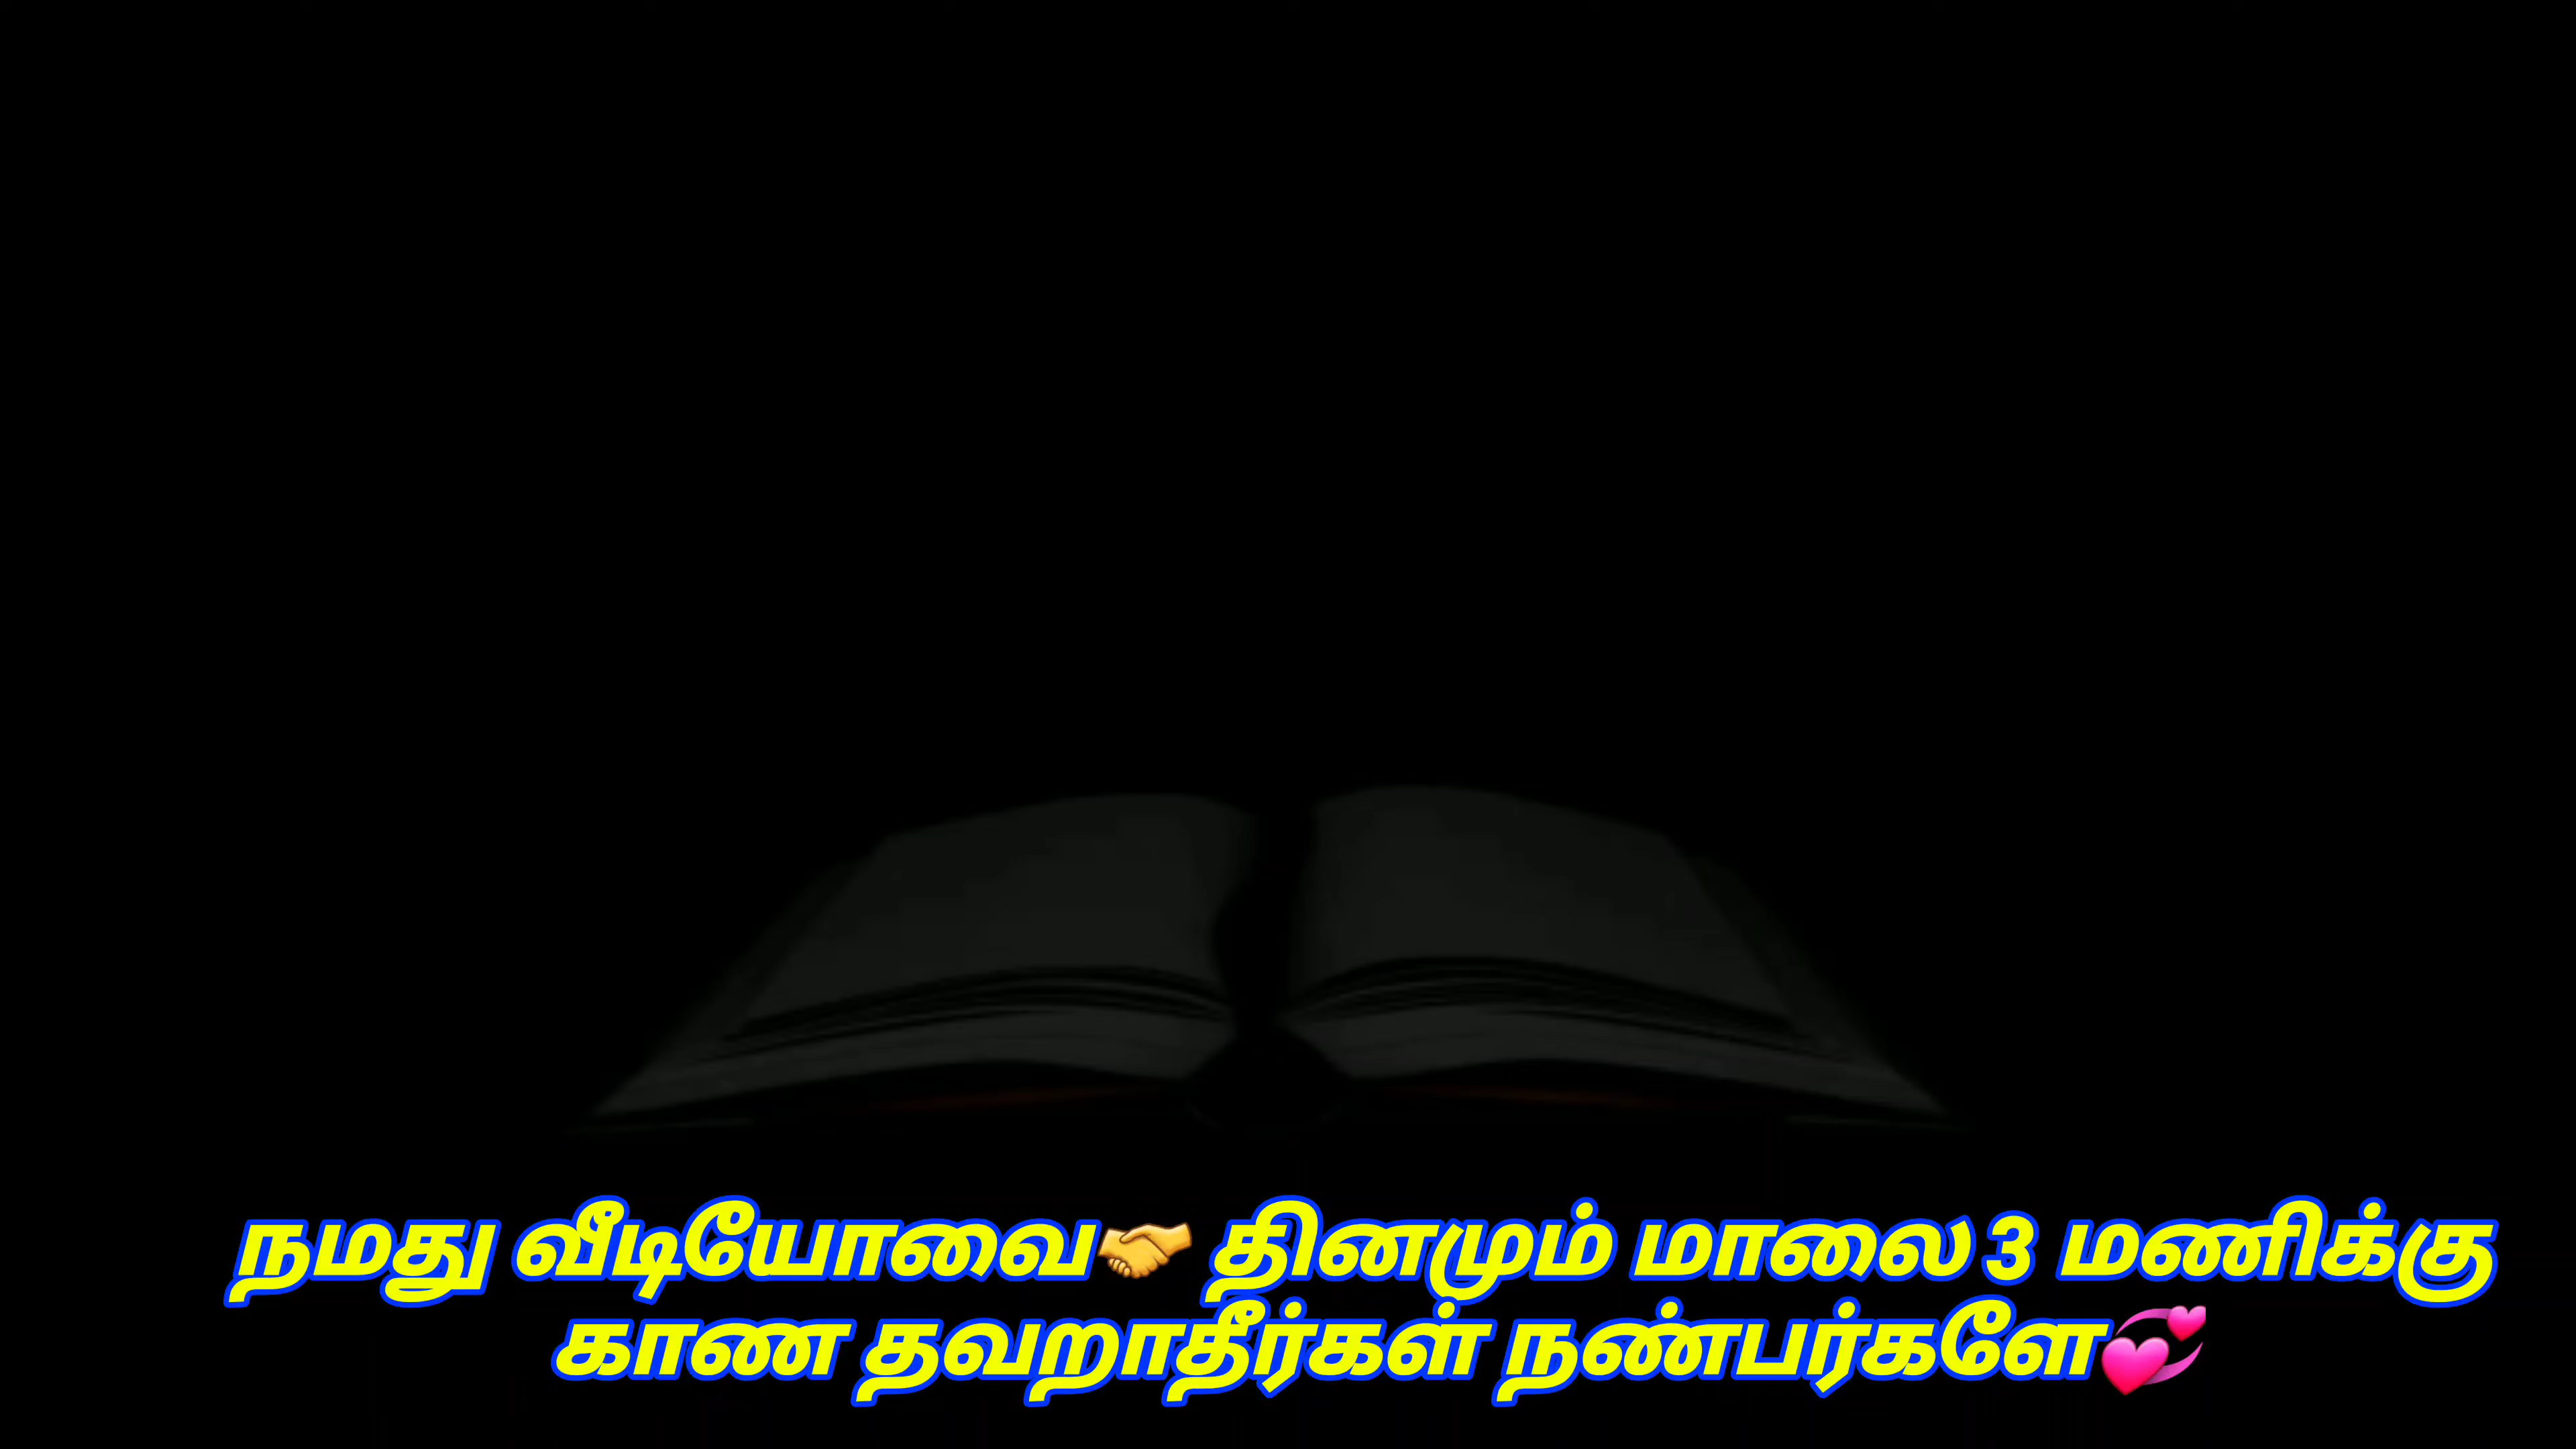 நமது வீடியோவை🤝 தினமும் மாலை 3 மணிக்கு
காண தவறாதீர்கள் நண்பர்களே💞